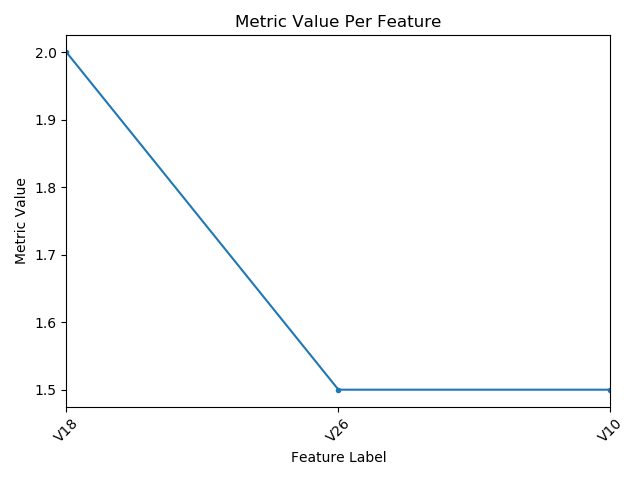 Metric Value Per Feature
2.0
1.9
1.8
1.7
1.6
1.5
Metric Value
V18
V26
V10
Feature Label